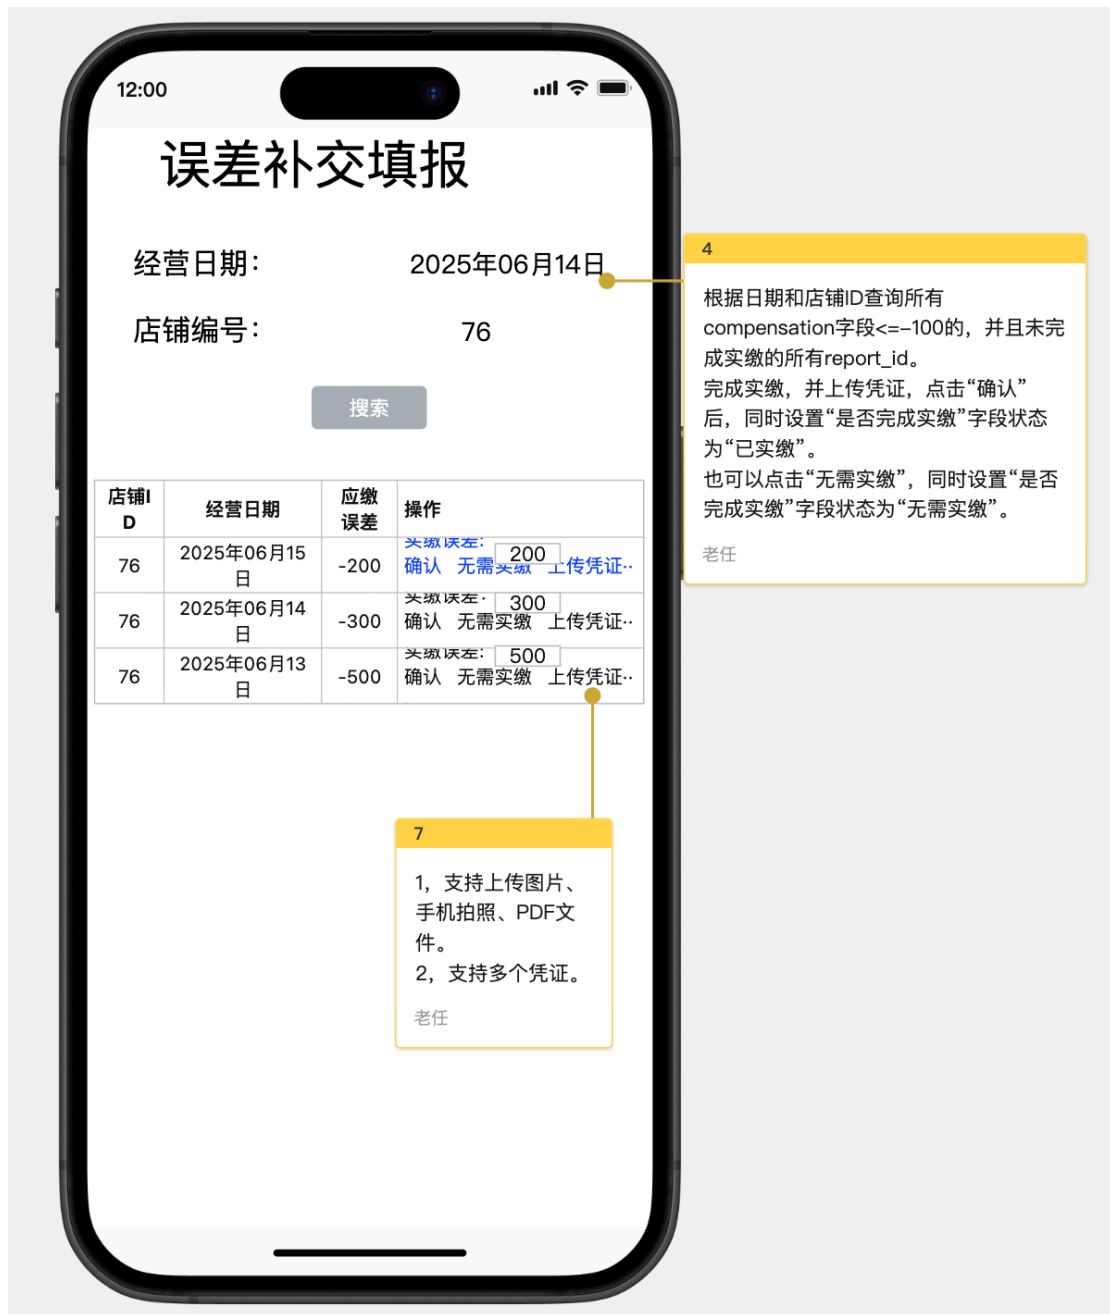 12:00
误差补交填报
经营日期：
2025年06月14日
店铺编号：
76
搜索
店铺I
D
经营日期
应缴
误差
操作
76
2025年06月15
日
-200
实缴误差：
200
确认 无需实缴 上传凭证··
76
2025年06月14
日
-300
实缴误差：
300
确认 无需实缴 上传凭证··
76
2025年06月13
日
-500
实缴误差：
500
确认 无需实缴 上传凭证··
4
根据日期和店铺ID查询所有
compensation字段<=-100的，并且未完
成实缴的所有report_id。
完成实缴，并上传凭证，点击“确认”
后，同时设置“是否完成实缴”字段状态
为“已实缴”。
也可以点击“无需实缴”，同时设置“是否
完成实缴”字段状态为“无需实缴”。
老任
7
1，支持上传图片、
手机拍照、PDF文
件。
2，支持多个凭证。
老任